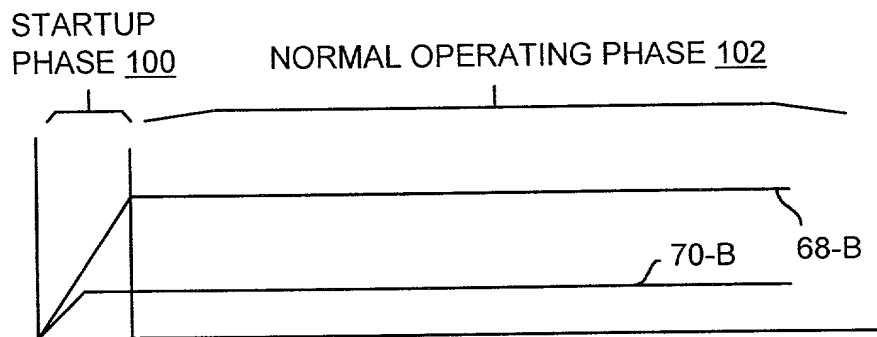 STARTUP
PHASE 100
NORMAL OPERATING PHASE 102
68-B
70-B